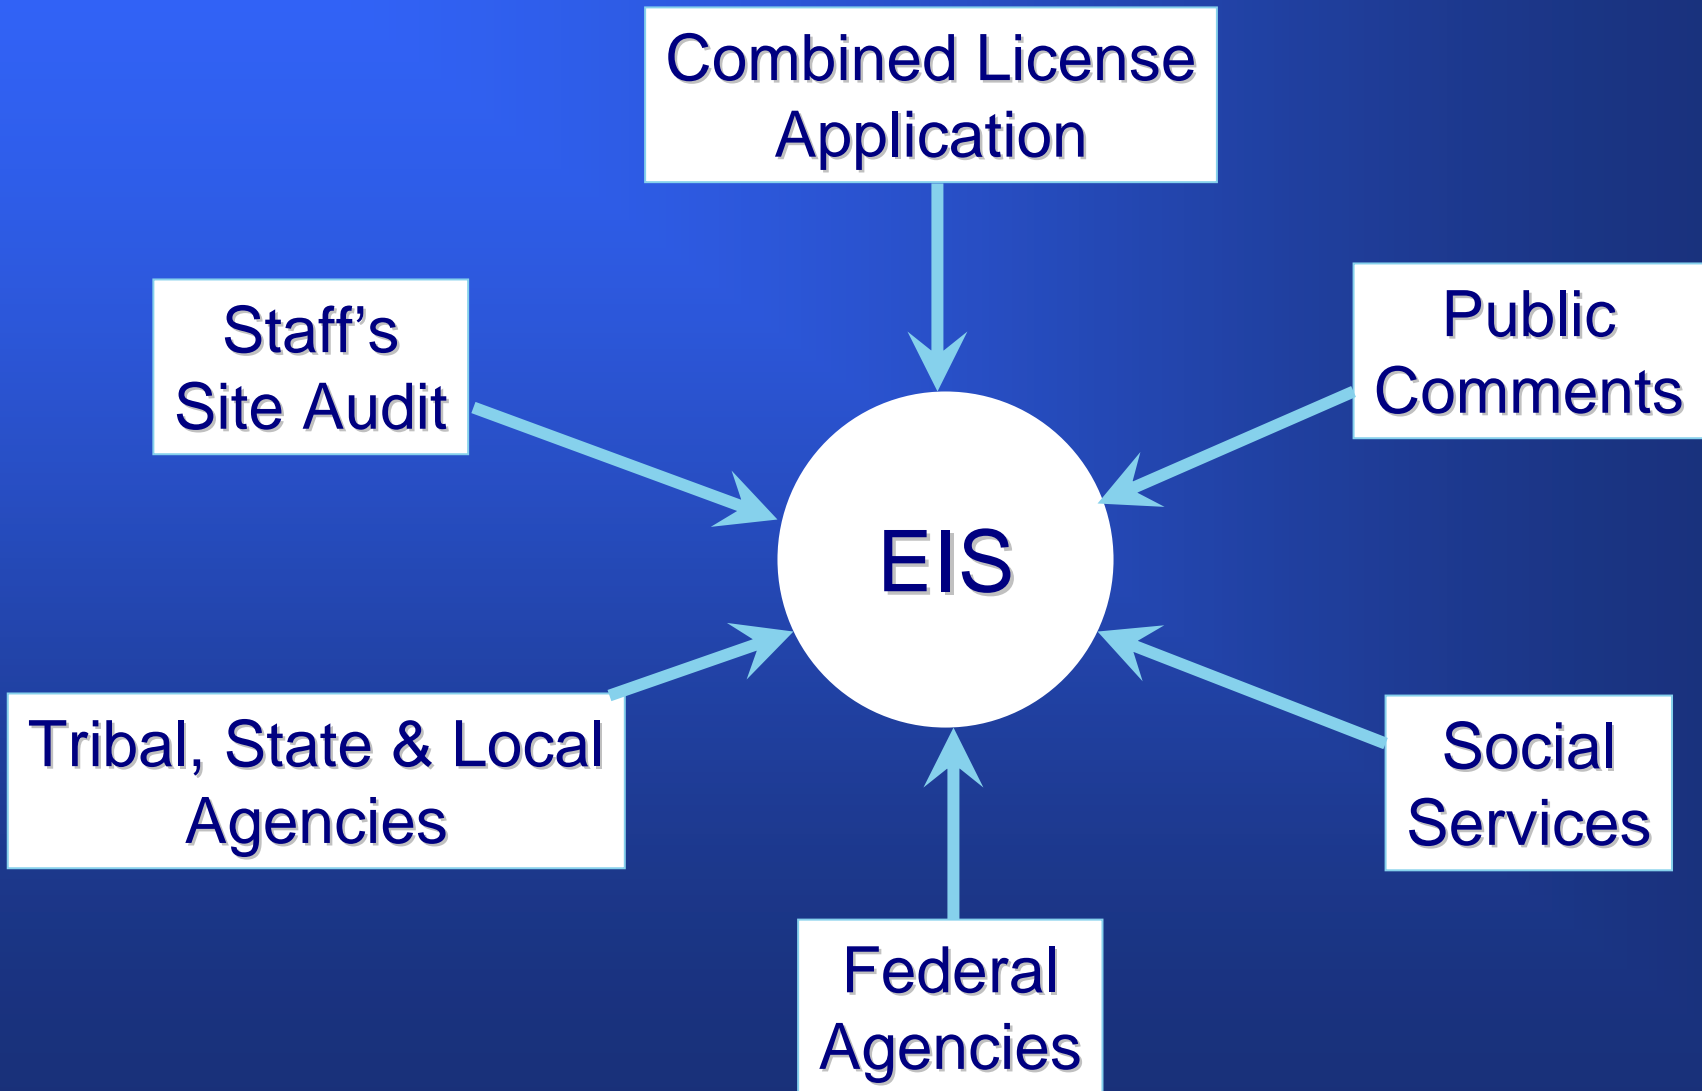 Combined License
Application
Staff’s
Site Audit
Public
Comments
EIS
Tribal, State & Local
Agencies
Social
Services
Federal
Agencies